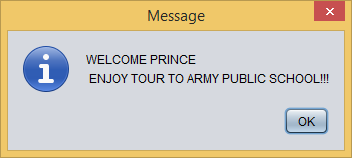 Message
WELCOME PRINCE
ENJOY TOUR TO ARMY PUBLIC SCHOOL!!!
OK